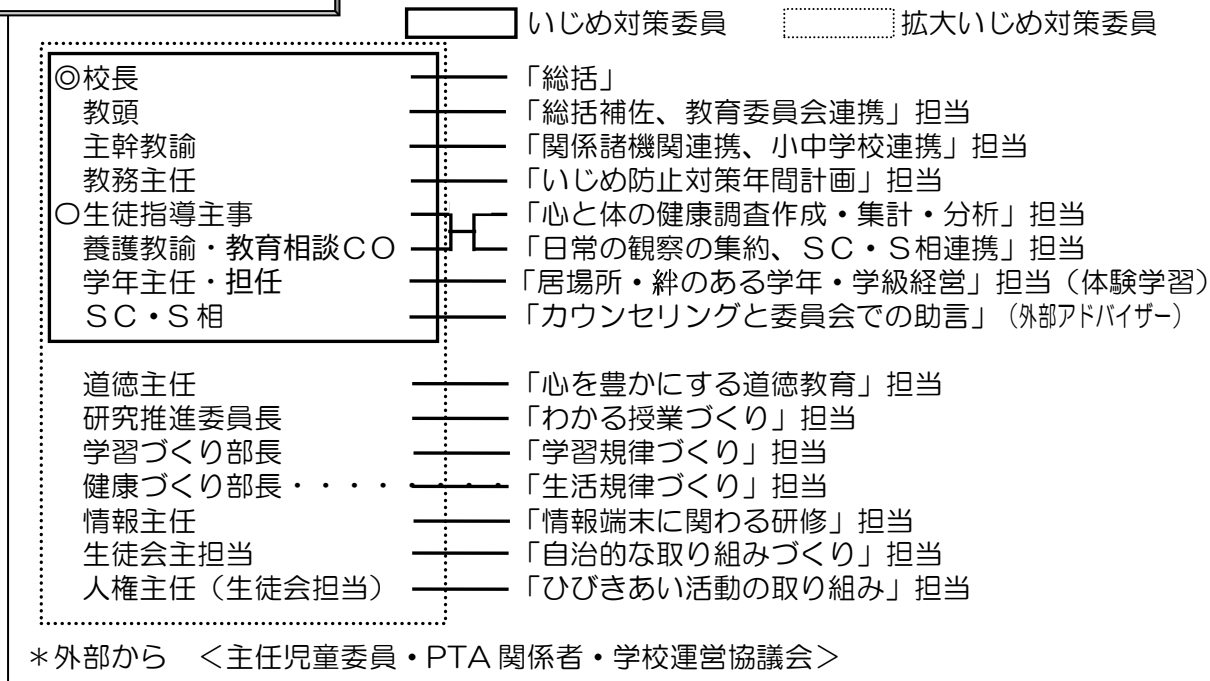 いじめ対策委員　拡大いじめ対策委員
◎校長　「総括」
教頭　「総括補佐、教育委員会連携」担当
主幹教諭　「関係諸機関連携、小中学校連携」担当
教務主任　「いじめ防止対策年間計画」担当
〇生徒指導主事　「心と体の健康調査作成・集計・分析」担当
養護教諭・教育相談ＣＯ　「日常の観察の集約、ＳＣ・Ｓ相連携」担当
学年主任・担任　「居場所・絆のある学年・学級経営」担当（体験学習）
ＳＣ・Ｓ相　「カウンセリングと委員会での助言」（外部アドバイザー）
道徳主任　「心を豊かにする道徳教育」担当
研究推進委員長　「わかる授業づくり」担当
学習づくり部長　「学習規律づくり」担当
健康づくり部長・・・・・・・・「生活規律づくり」担当
情報主任　「情報端末に関わる研修」担当
生徒会主担当　「自治的な取り組みづくり」担当
人権主任（生徒会担当）　「ひびきあい活動の取り組み」担当
＊外部から　＜主任児童委員・PTA関係者・学校運営協議会＞